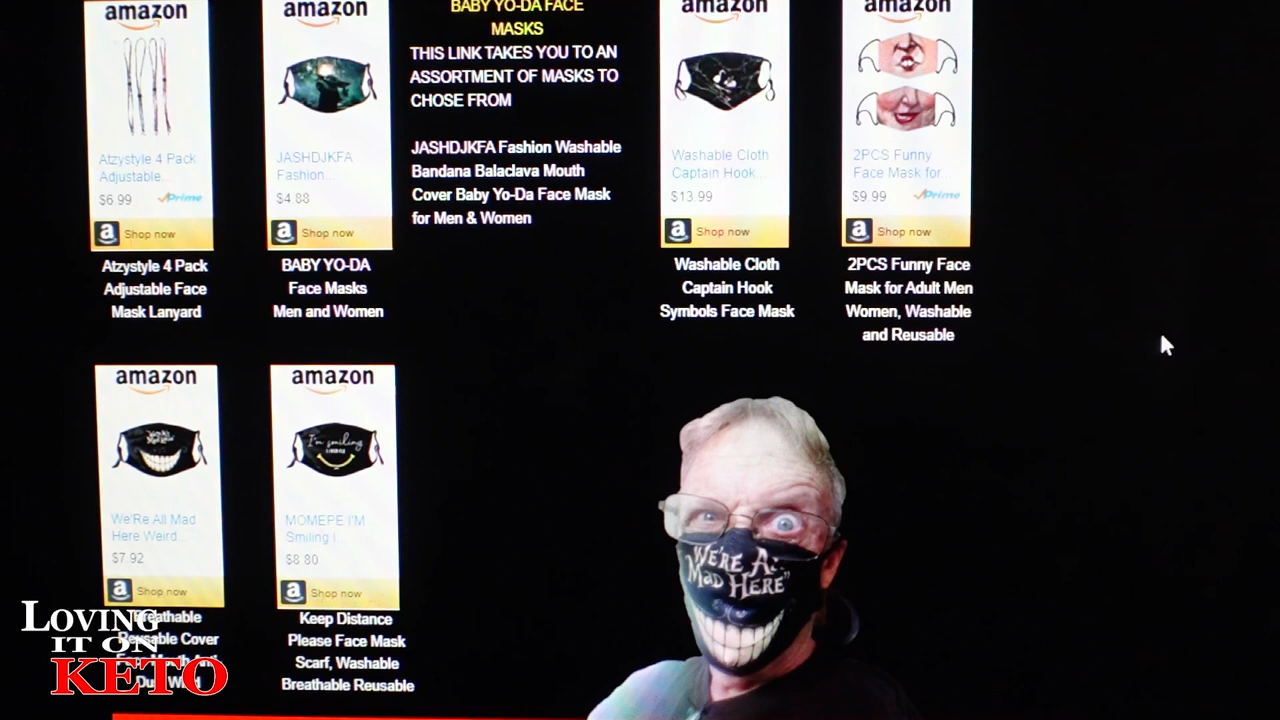 amazon
Atzystyle 4 Pack
Adjustable...
$6.99 Prime
a Shop now
Atzystyle 4 Pack
Adjustable Face
Mask Lanyard
amazon
JASHDJKFA
Fashion...
$4.88
a Shop now
BABY YO-DA
Face Masks
Men and Women
BABY YO-DA FACE
MASKS
THIS LINK TAKES YOU TO AN
ASSORTMENT OF MASKS TO
CHOSE FROM
JASHDJKFA Fashion Washable
Bandana Balaclava Mouth
Cover Baby Yo-Da Face Mask
for Men & Women
amazon
Washable Cloth
Captain Hook...
$13.99
a Shop now
Washable Cloth
Captain Hook
Symbols Face Mask
amazon
2PCS Funny
Face Mask for...
$9.99 Prime
a Shop now
2PCS Funny Face
Mask for Adult Men
Women, Washable
and Reusable
amazon
We'Re All Mad
Here Weird...
$7.92
a Shop now
Breathable
Reusable Cover
amazon
I'm smiling
MOMEPE I'M
Smiling I...
$8.80
a Shop now
Keep Distance
Please Face Mask
Scarf, Washable
Breathable Reusable
WE'RE
MAD HERE"
LOVING
IT ON
KETO